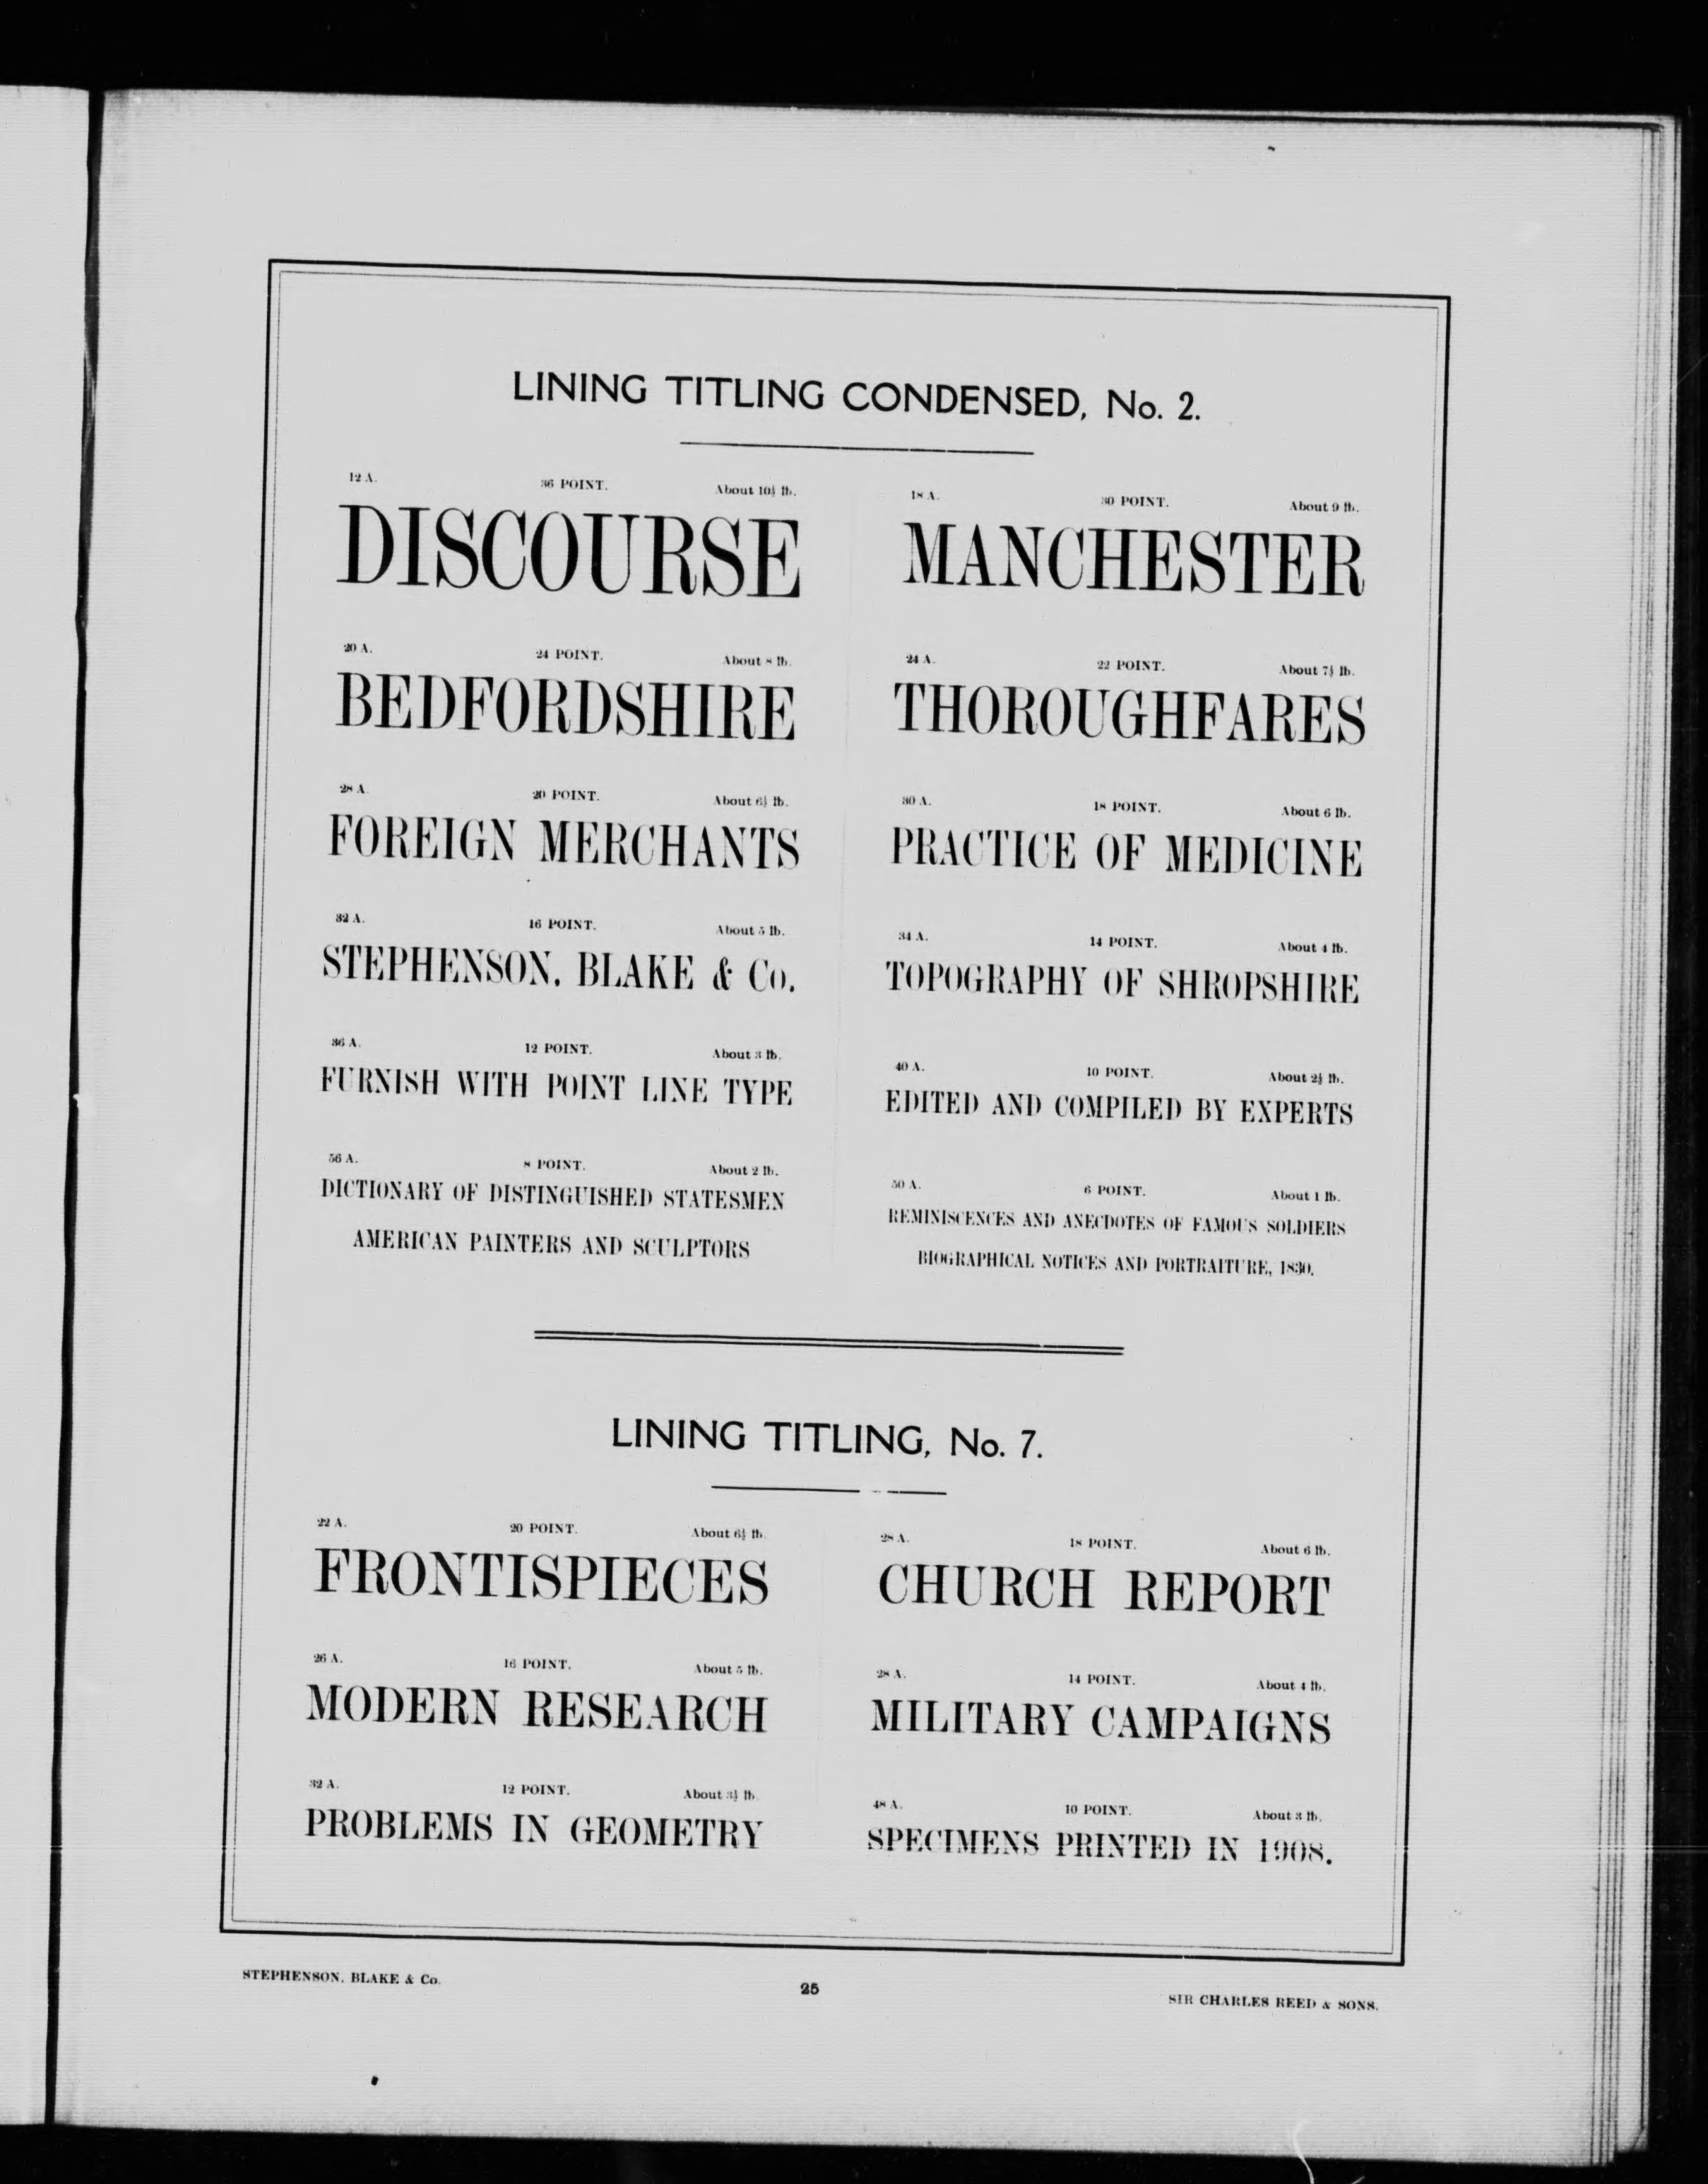 LINING TITLING CONDENSED, No. 2.
12 A. 36 POINT. About 10½ lb.
DISCOURSE
18 A. 30 POINT. About 9 lb.
MANCHESTER
20 A. 24 POINT. About 8 lb.
BEDFORDSHIRE
24 A. 22 POINT. About 7½ lb.
THOROUGHFARES
28 A. 20 POINT. About 6½ lb.
FOREIGN MERCHANTS
30 A. 18 POINT. About 6 lb.
PRACTICE OF MEDICINE
32 A. 16 POINT. About 5 lb.
STEPHENSON, BLAKE & Co.
34 A. 14 POINT. About 4 lb.
TOPOGRAPHY OF SHROPSHIRE
36 A. 12 POINT. About 3 lb.
FURNISH WITH POINT LINE TYPE
40 A. 10 POINT. About 2½ lb.
EDITED AND COMPILED BY EXPERTS
56 A. 8 POINT. About 2 lb.
DICTIONARY OF DISTINGUISHED STATESMEN
AMERICAN PAINTERS AND SCULPTORS
50 A. 6 POINT. About 1 lb.
REMINISCENCES AND ANECDOTES OF FAMOUS SOLDIERS
BIOGRAPHICAL NOTICES AND PORTRAITURE, 1830.
LINING TITLING, No. 7.
22 A. 20 POINT. About 6½ lb.
FRONTISPIECES
28 A. 18 POINT. About 6 lb.
CHURCH REPORT
26 A. 16 POINT. About 5 lb.
MODERN RESEARCH
28 A. 14 POINT. About 4 lb.
MILITARY CAMPAIGNS
32 A. 12 POINT. About 3½ lb.
PROBLEMS IN GEOMETRY
48 A. 10 POINT. About 3 lb.
SPECIMENS PRINTED IN 1908.
STEPHENSON, BLAKE & Co.
25
SIR CHARLES REED & SONS.